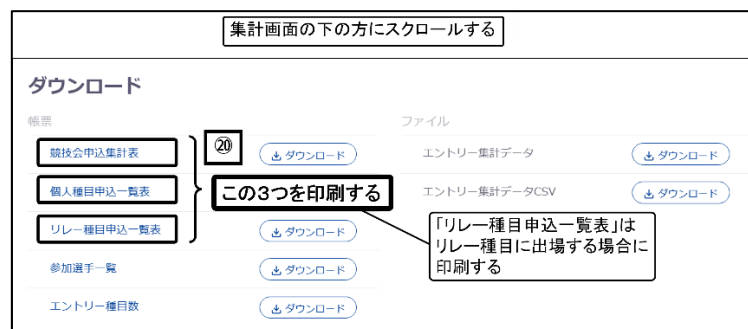 集計画面の下の方にスクロールする
ダウンロード
帳票
ファイル
競技会申込集計表
⑳
ダウンロード
エントリー集計データ
ダウンロード
個人種目申込一覧表
この3つを印刷する
エントリー集計データCSV
ダウンロード
リレー種目申込一覧表
ダウンロード
「リレー種目申込一覧表」は
リレー種目に出場する場合に
印刷する
参加選手一覧
ダウンロード
エントリー種目数
ダウンロード